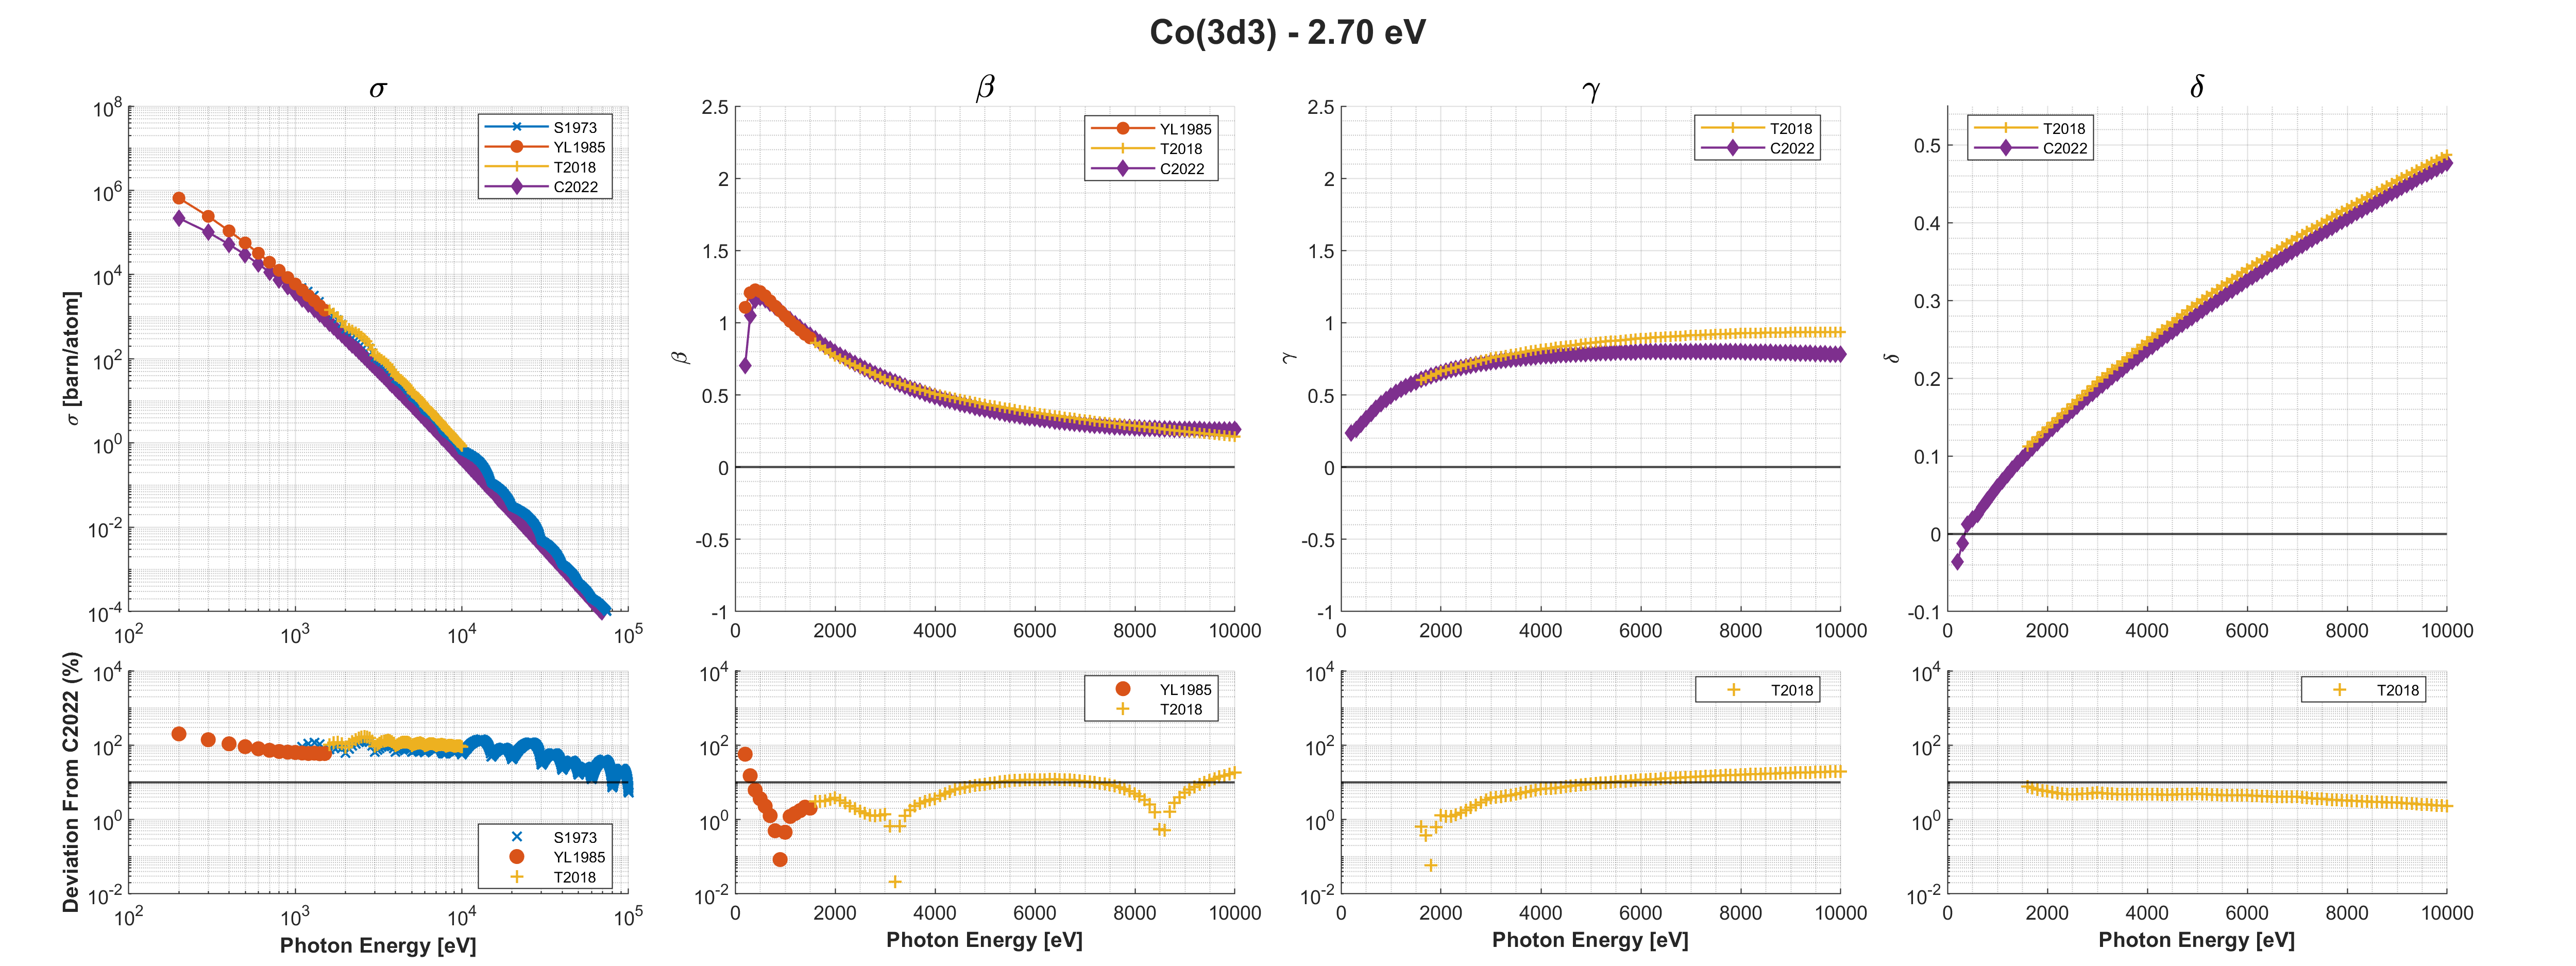 Co(3d3) - 2.70 eV
σ
σ [barn/atom]
10^8
10^6
10^4
10^2
10^0
10^-2
10^-4
10^2
10^3
10^4
10^5
S1973
YL1985
T2018
C2022
β
β
2.5
2
1.5
1
0.5
0
-0.5
-1
0
2000
4000
6000
8000
10000
YL1985
T2018
C2022
γ
γ
2.5
2
1.5
1
0.5
0
-0.5
-1
0
2000
4000
6000
8000
10000
T2018
C2022
δ
δ
0.5
0.4
0.3
0.2
0.1
0
-0.1
0
2000
4000
6000
8000
10000
T2018
C2022
Deviation From C2022 (%)
10^4
10^2
10^0
10^-2
10^2
10^3
10^4
10^5
S1973
YL1985
T2018
Photon Energy [eV]
10^4
10^2
10^0
10^-2
0
2000
4000
6000
8000
10000
YL1985
T2018
Photon Energy [eV]
10^4
10^2
10^0
10^-2
0
2000
4000
6000
8000
10000
T2018
Photon Energy [eV]
10^4
10^2
10^0
10^-2
0
2000
4000
6000
8000
10000
T2018
Photon Energy [eV]